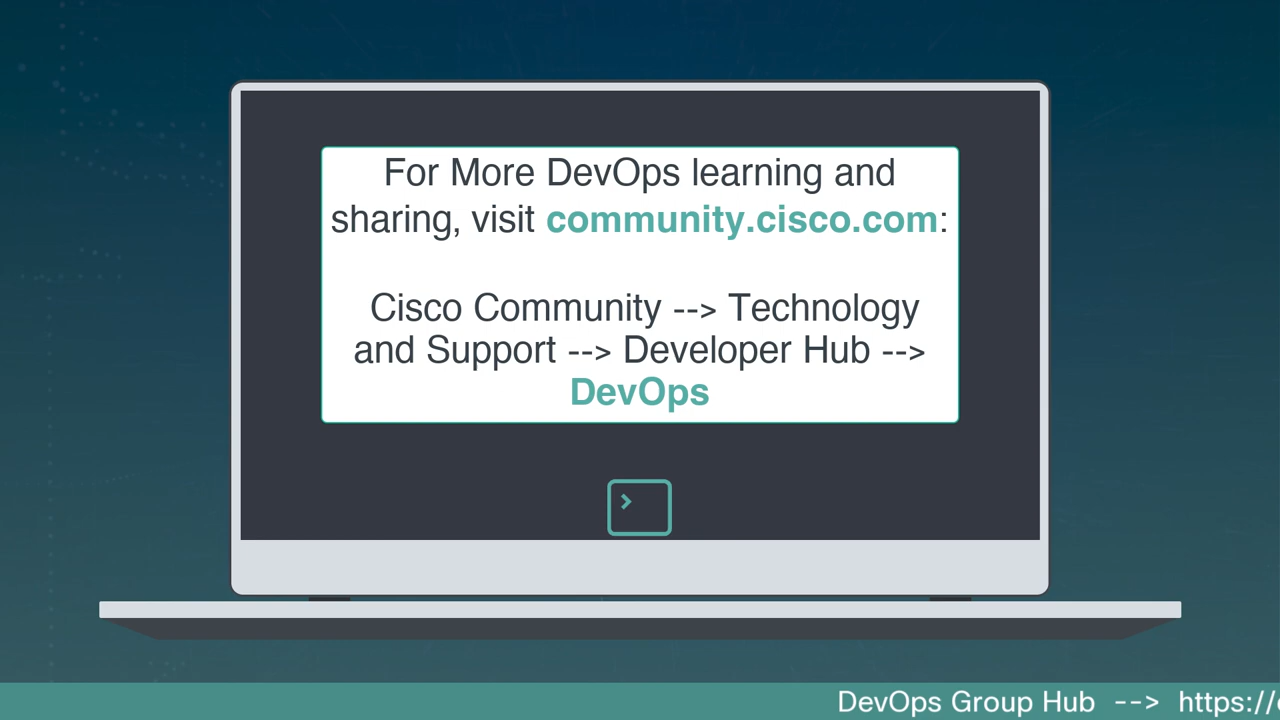 For More DevOps learning and
sharing, visit community.cisco.com:
Cisco Community --> Technology
and Support --> Developer Hub -->
DevOps
DevOps Group Hub --> https://